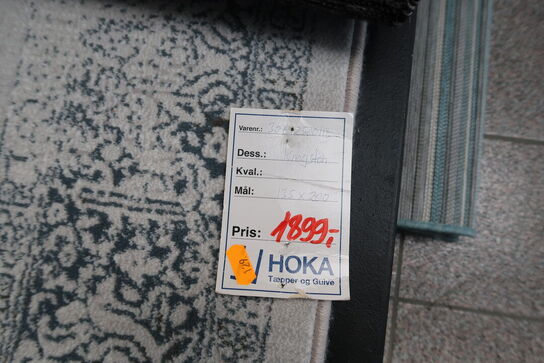 Varenr.:
Dess.:
Kval.:
Mål: 135 x 200
Pris: 1899,-
HOKA
Tæpper og Gulve